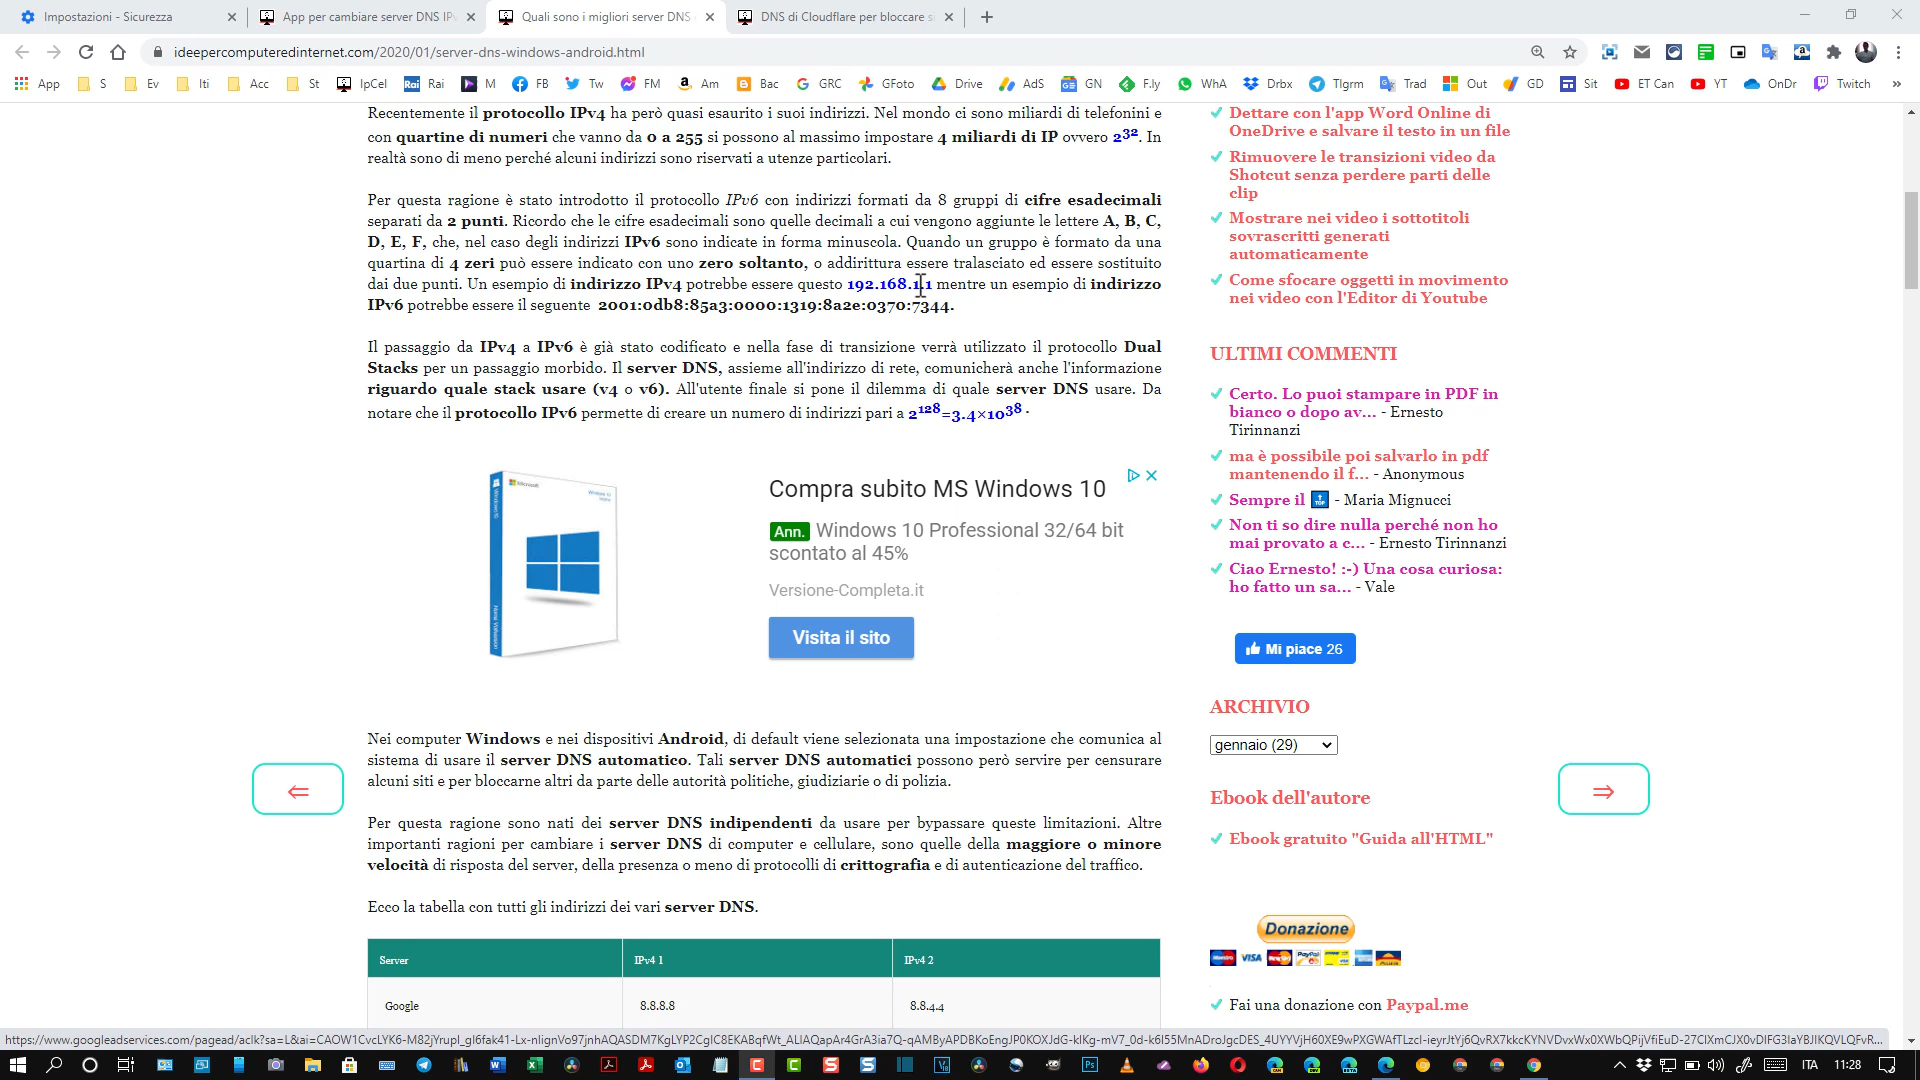 Impostazioni - Sicurezza
App per cambiare server DNS IPv
Quali sono i migliori server DNS
DNS di Cloudflare per bloccare si
ideepercomputeredinternet.com/2020/01/server-dns-windows-android.html
App S Ev Iti Acc St IpCel Rai Rai M FB Tw FM Am Bac GRC GFoto Drive AdS GN F.ly WhA Drbx Tlgrm Trad Out GD Sit ET Can YT OnDr Twitch »
Recentemente il protocollo IPv4 ha però quasi esaurito i suoi indirizzi. Nel mondo ci sono miliardi di telefonini e
con quartine di numeri che vanno da 0 a 255 si possono al massimo impostare 4 miliardi di IP ovvero 2³². In
realtà sono di meno perché alcuni indirizzi sono riservati a utenze particolari.
Per questa ragione è stato introdotto il protocollo IPv6 con indirizzi formati da 8 gruppi di cifre esadecimali
separati da 2 punti. Ricordo che le cifre esadecimali sono quelle decimali a cui vengono aggiunte le lettere A, B, C,
D, E, F, che, nel caso degli indirizzi IPv6 sono indicate in forma minuscola. Quando un gruppo è formato da una
quartina di 4 zeri può essere indicato con uno zero soltanto, o addirittura essere tralasciato ed essere sostituito
dai due punti. Un esempio di indirizzo IPv4 potrebbe essere questo 192.168.1.1 mentre un esempio di indirizzo
IPv6 potrebbe essere il seguente 2001:0db8:85a3:0000:1319:8a2e:0370:7344.
Il passaggio da IPv4 a IPv6 è già stato codificato e nella fase di transizione verrà utilizzato il protocollo Dual
Stacks per un passaggio morbido. Il server DNS, assieme all'indirizzo di rete, comunicherà anche l'informazione
riguardo quale stack usare (v4 o v6). All'utente finale si pone il dilemma di quale server DNS usare. Da
notare che il protocollo IPv6 permette di creare un numero di indirizzi pari a 2¹²⁸=3.4×10³⁸ .
Microsoft
Windows 10
Compra subito MS Windows 10
Ann. Windows 10 Professional 32/64 bit
scontato al 45%
Versione-Completa.it
Visita il sito
Nei computer Windows e nei dispositivi Android, di default viene selezionata una impostazione che comunica al
sistema di usare il server DNS automatico. Tali server DNS automatici possono però servire per censurare
alcuni siti e per bloccarne altri da parte delle autorità politiche, giudiziarie o di polizia.
Per questa ragione sono nati dei server DNS indipendenti da usare per bypassare queste limitazioni. Altre
importanti ragioni per cambiare i server DNS di computer e cellulare, sono quelle della maggiore o minore
velocità di risposta del server, della presenza o meno di protocolli di crittografia e di autenticazione del traffico.
Ecco la tabella con tutti gli indirizzi dei vari server DNS.
Server IPv4 1 IPv4 2
Google 8.8.8.8 8.8.4.4
⇐
⇒
Dettare con l'app Word Online di
OneDrive e salvare il testo in un file
Rimuovere le transizioni video da
Shotcut senza perdere parti delle
clip
Mostrare nei video i sottotitoli
sovrascritti generati
automaticamente
Come sfocare oggetti in movimento
nei video con l'Editor di Youtube
ULTIMI COMMENTI
Certo. Lo puoi stampare in PDF in
bianco o dopo av... - Ernesto
Tirinnanzi
ma è possibile poi salvarlo in pdf
mantenendo il f... - Anonymous
Sempre il TOP - Maria Mignucci
Non ti so dire nulla perché non ho
mai provato a c... - Ernesto Tirinnanzi
Ciao Ernesto! :-) Una cosa curiosa:
ho fatto un sa... - Vale
Mi piace 26
ARCHIVIO
gennaio (29)
Ebook dell'autore
Ebook gratuito "Guida all'HTML"
Donazione
VISA PayPal
Fai una donazione con Paypal.me
ITA 11:28